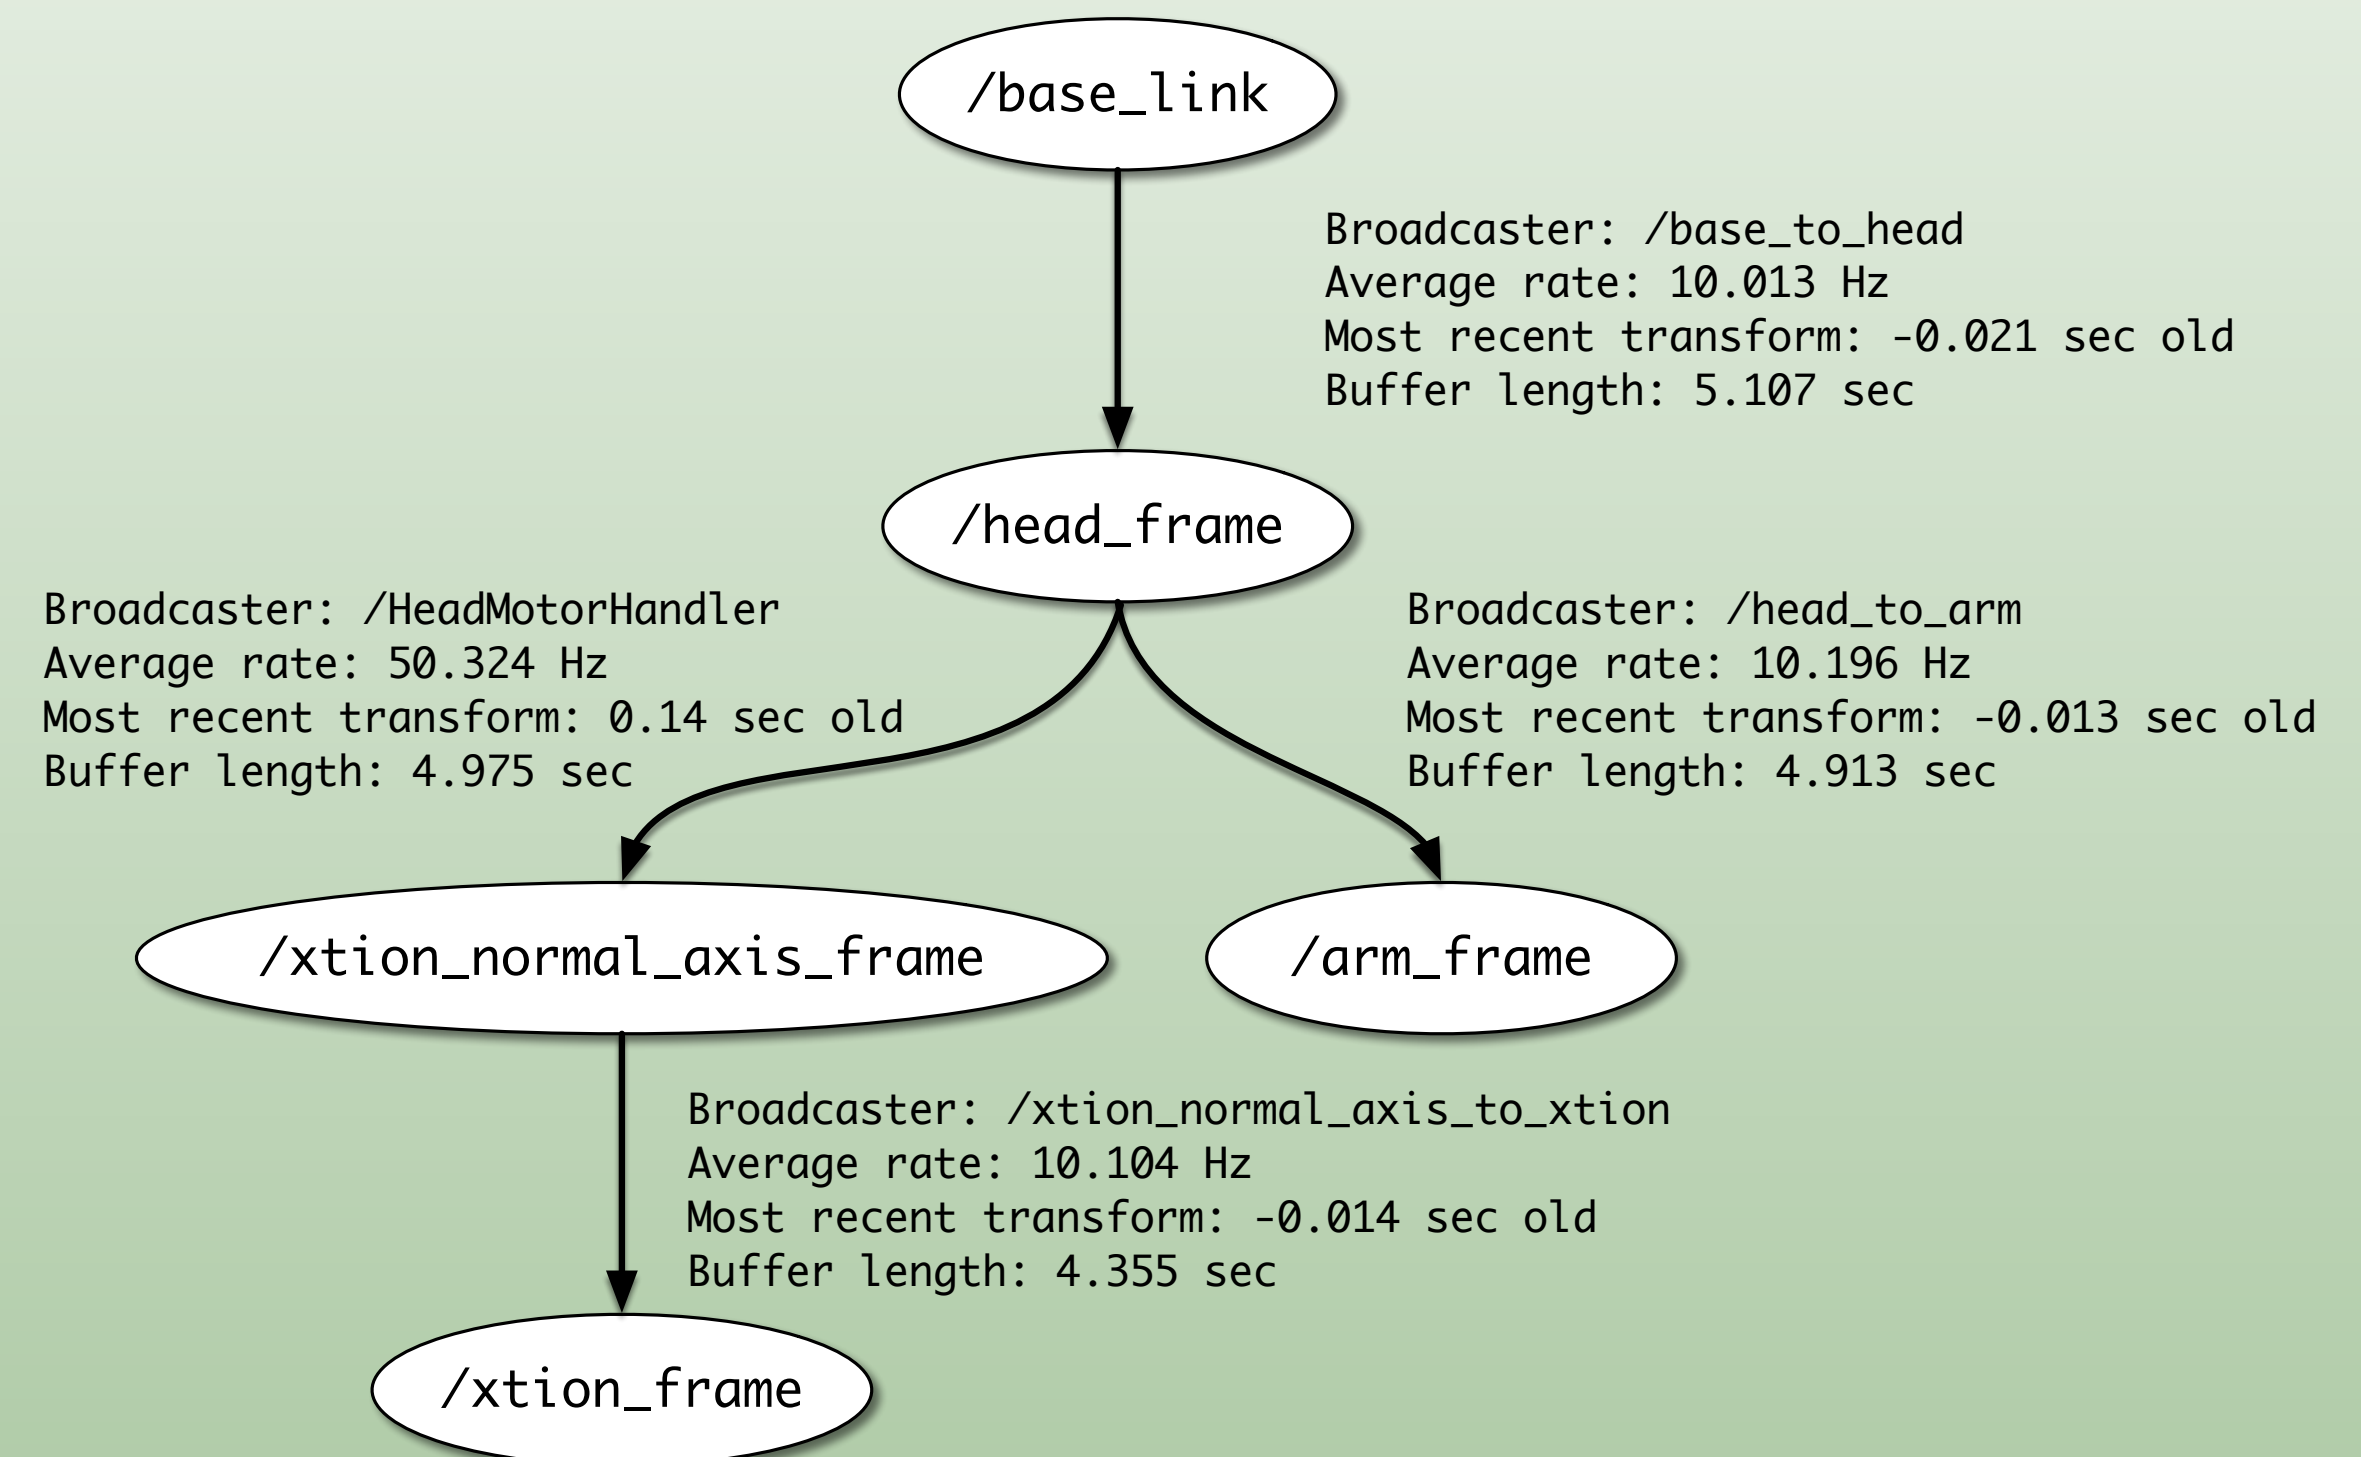 /base_link
Broadcaster: /base_to_head
Average rate: 10.013 Hz
Most recent transform: -0.021 sec old
Buffer length: 5.107 sec
/head_frame
Broadcaster: /HeadMotorHandler
Average rate: 50.324 Hz
Most recent transform: 0.14 sec old
Buffer length: 4.975 sec
Broadcaster: /head_to_arm
Average rate: 10.196 Hz
Most recent transform: -0.013 sec old
Buffer length: 4.913 sec
/xtion_normal_axis_frame
/arm_frame
Broadcaster: /xtion_normal_axis_to_xtion
Average rate: 10.104 Hz
Most recent transform: -0.014 sec old
Buffer length: 4.355 sec
/xtion_frame